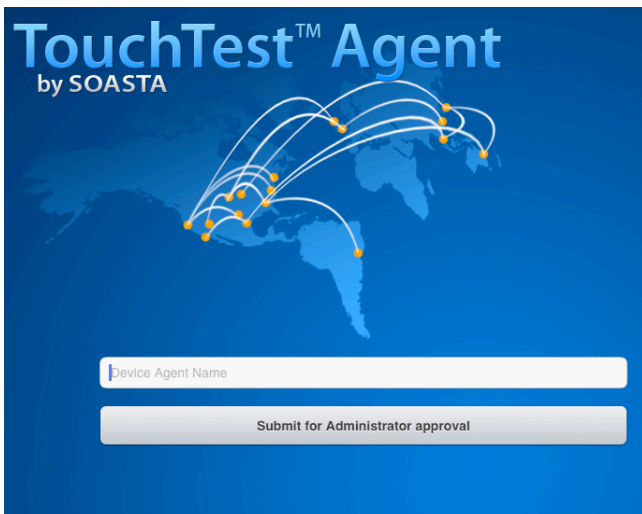 TouchTest™ Agent
by SOASTA
Device Agent Name
Submit for Administrator approval